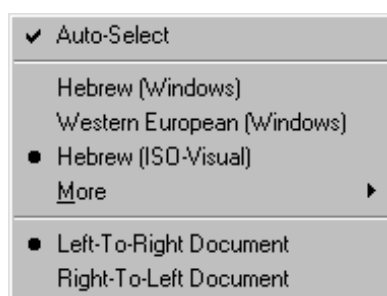 Auto-Select
Hebrew (Windows)
Western European (Windows)
Hebrew (ISO-Visual)
More
Left-To-Right Document
Right-To-Left Document